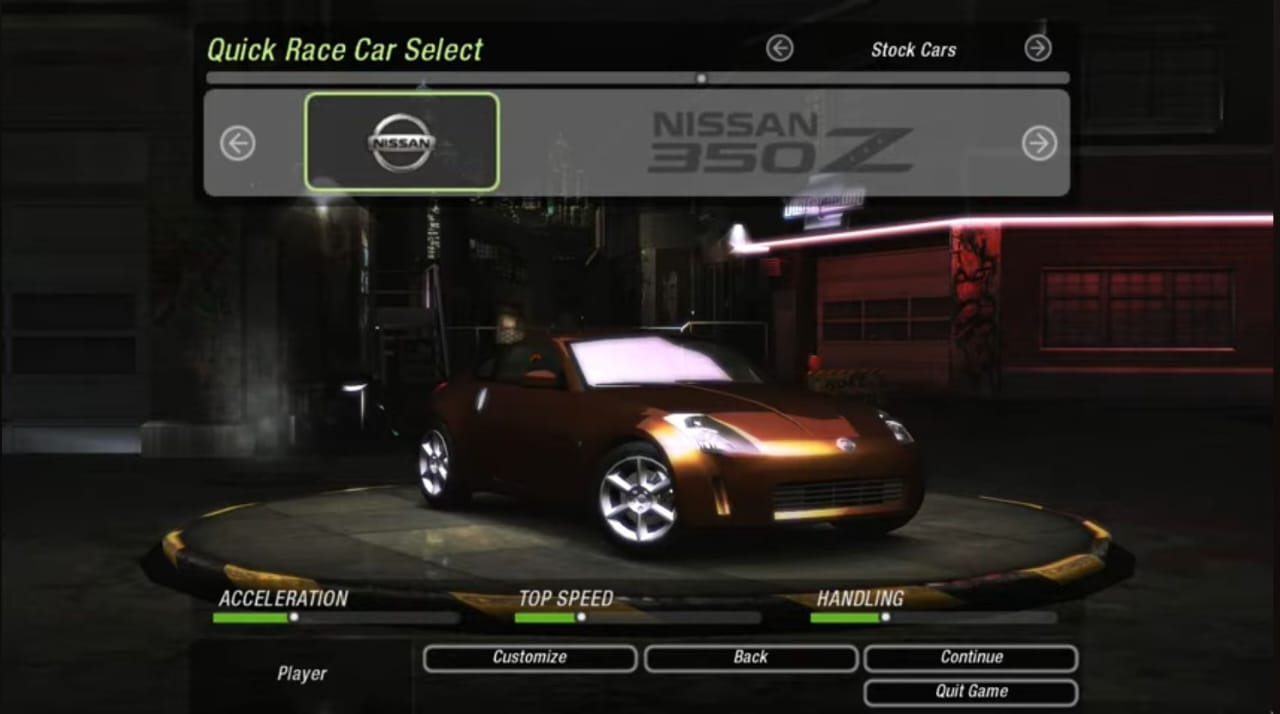 Quick Race Car Select
Stock Cars
NISSAN
NISSAN
350Z
ACCELERATION
TOP SPEED
HANDLING
Player
Customize
Back
Continue
Quit Game